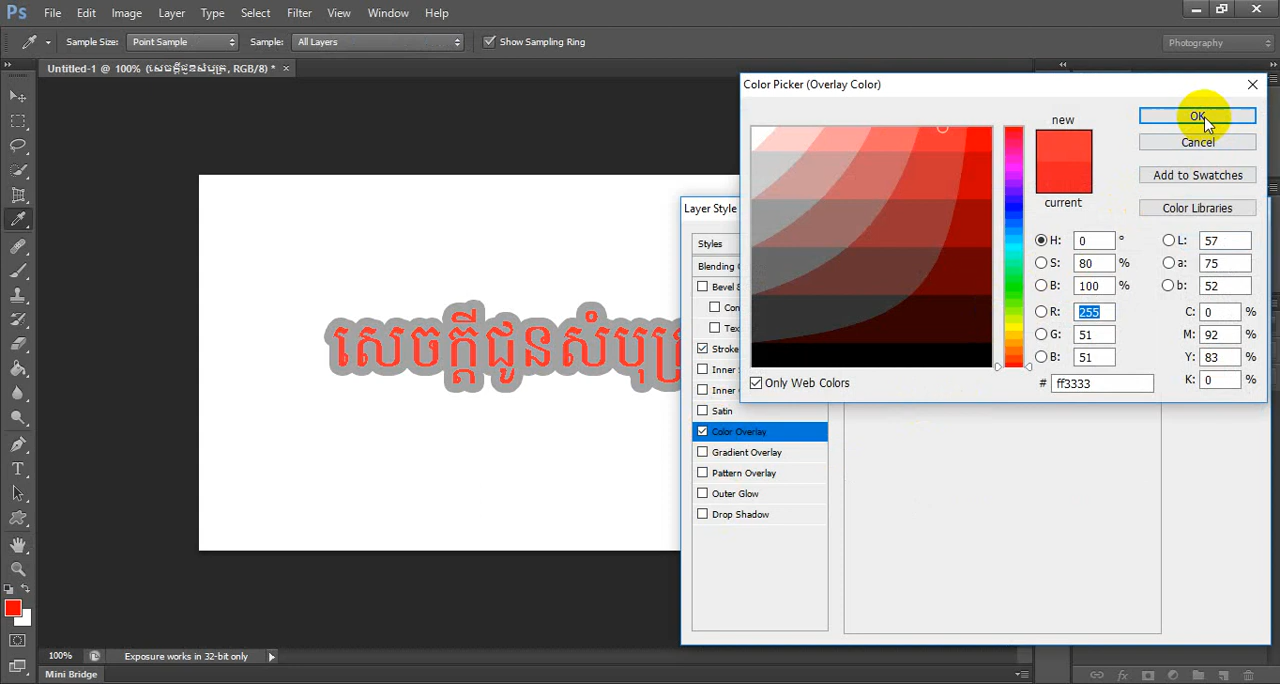 Ps File Edit Image Layer Type Select Filter View Window Help
Sample Size: Point Sample Sample: All Layers Show Sampling Ring Photography
Untitled-1 @ 100% (សេចក្តីជូនសំបុត្រ, RGB/8) * ×
Color Picker (Overlay Color)
new
OK
Cancel
Add to Swatches
current
Color Libraries
H: 0 ° L: 57
S: 80 % a: 75
B: 100 % b: 52
R: 255 C: 0 %
G: 51 M: 92 %
B: 51 Y: 83 %
Only Web Colors # ff3333 K: 0 %
Layer Style
Styles
Blending
Bevel
Stroke
Inner
Inner
Satin
Color Overlay
Gradient Overlay
Pattern Overlay
Outer Glow
Drop Shadow
សេចក្តីជូនសំបុ
100% Exposure works in 32-bit only
Mini Bridge